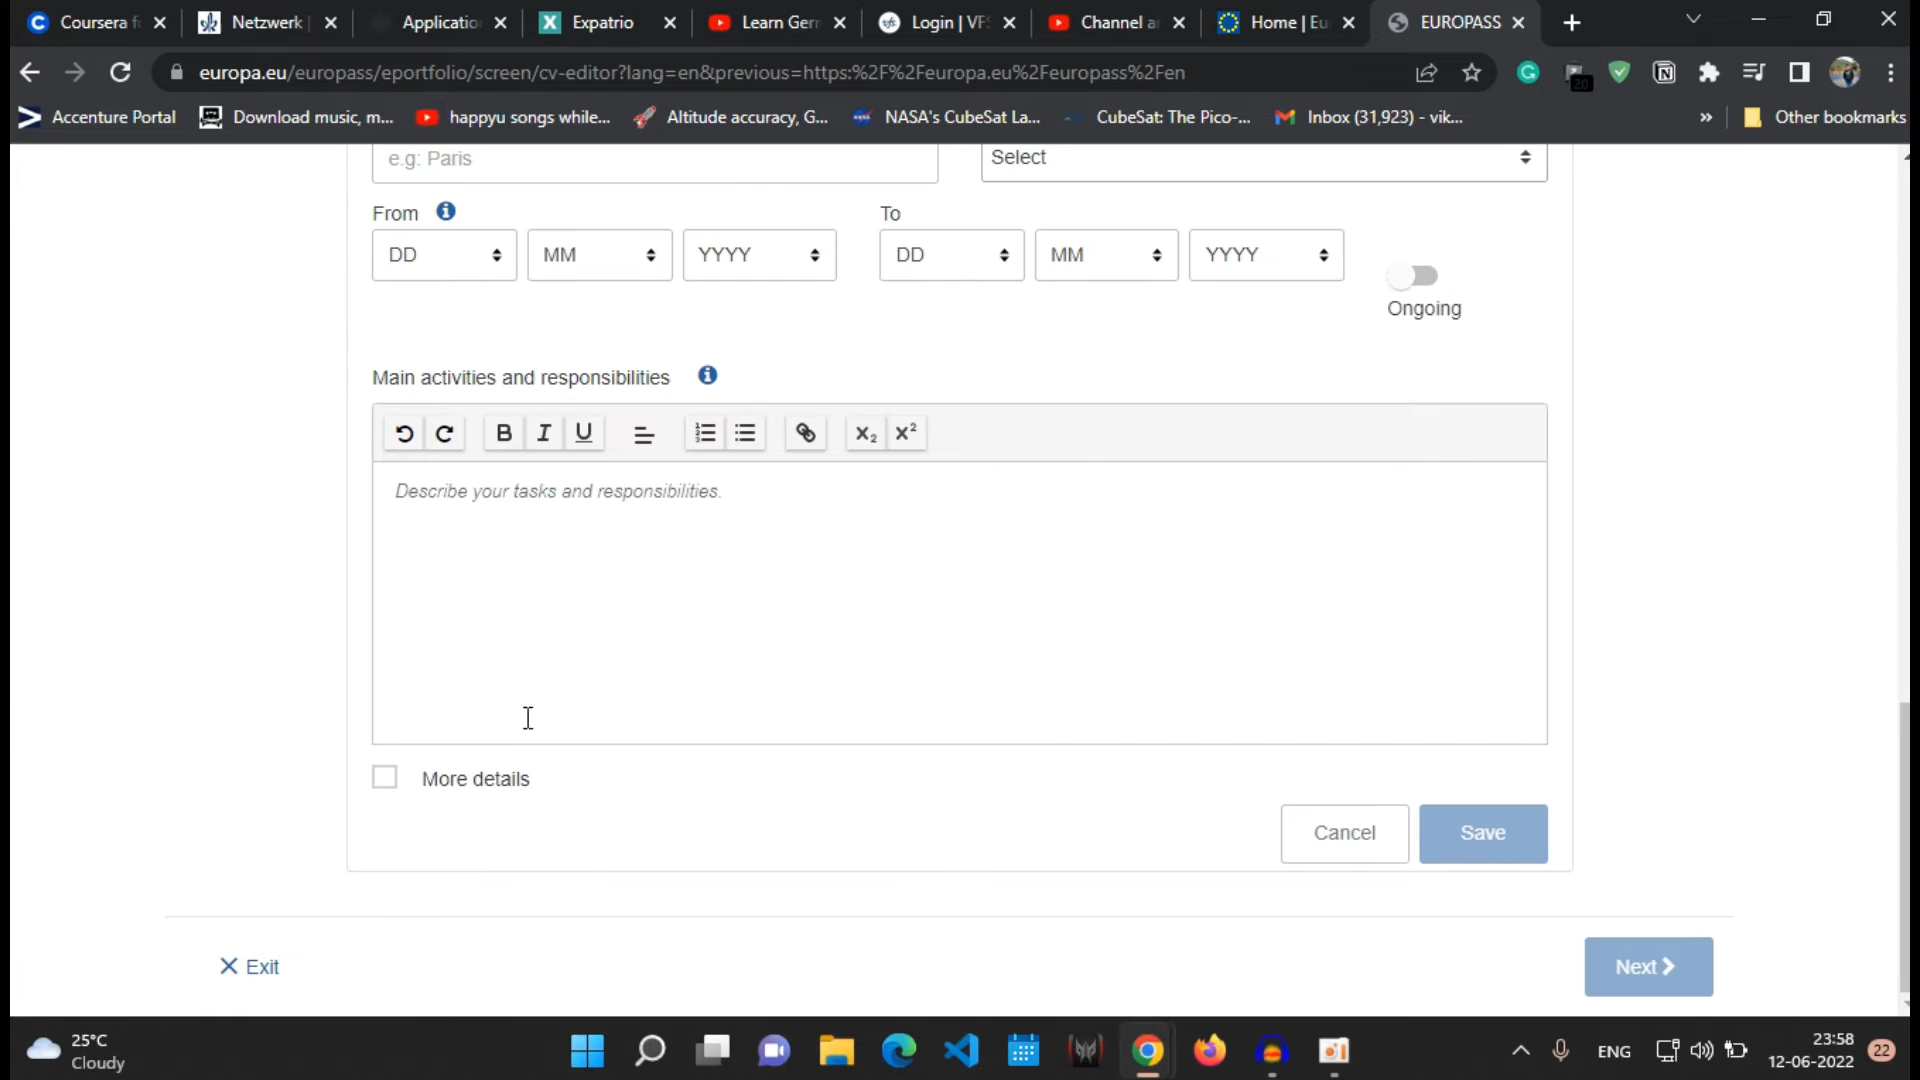 Coursera f
Netzwerk
Applicatio
Expatrio
Learn Ger
Login | VF
Channel a
Home | Eu
EUROPASS
europa.eu/europass/eportfolio/screen/cv-editor?lang=en&previous=https:%2F%2Feuropa.eu%2Feuropass%2Fen
20
Accenture Portal
Download music, m...
happyu songs while...
Altitude accuracy, G...
NASA's CubeSat La...
CubeSat: The Pico-...
Inbox (31,923) - vik...
»
Other bookmarks
e.g: Paris
Select
From
To
DD
MM
YYYY
DD
MM
YYYY
Ongoing
Main activities and responsibilities
B I U
x₂ x²
Describe your tasks and responsibilities.
More details
Cancel
Save
Exit
Next
25°C
Cloudy
ENG
23:58
12-06-2022
22